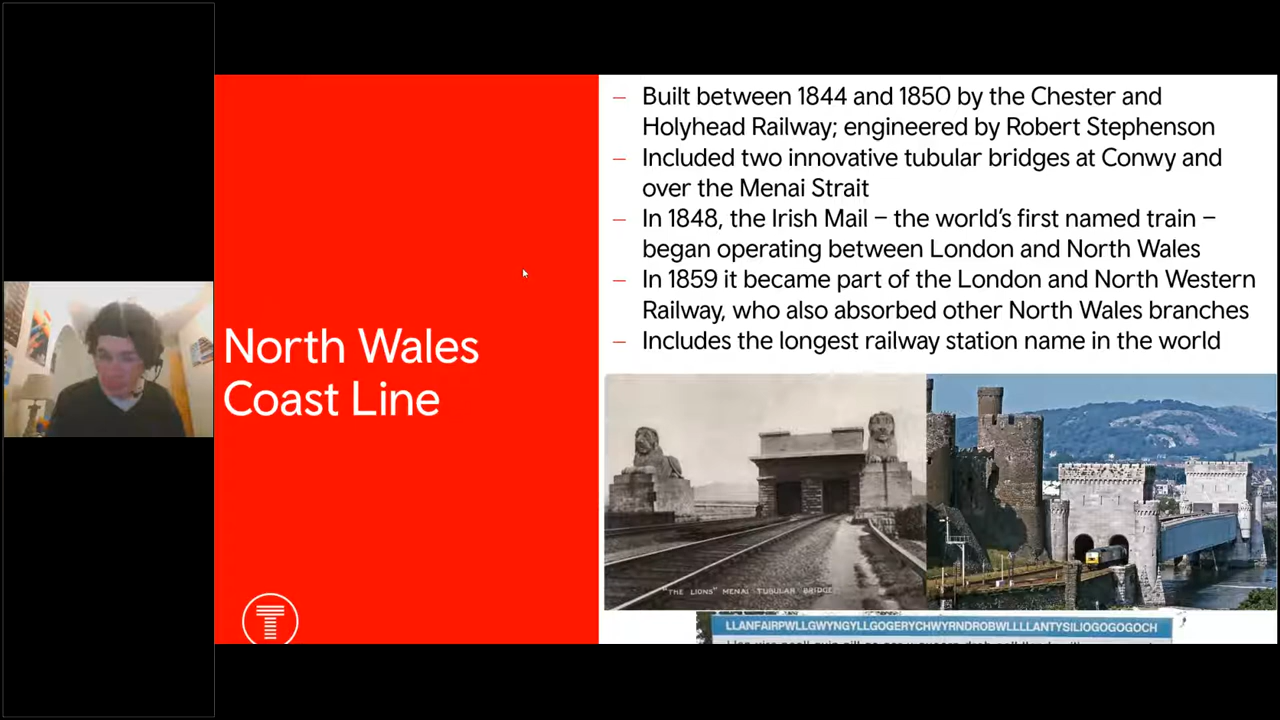 North Wales
Coast Line
– Built between 1844 and 1850 by the Chester and
Holyhead Railway; engineered by Robert Stephenson
– Included two innovative tubular bridges at Conwy and
over the Menai Strait
– In 1848, the Irish Mail – the world's first named train –
began operating between London and North Wales
– In 1859 it became part of the London and North Western
Railway, who also absorbed other North Wales branches
– Includes the longest railway station name in the world
"THE LIONS" MENAI TUBULAR BRIDGE
LLANFAIRPWLLGWYNGYLLGOGERYCHWYRNDROBWLLLLANTYSILIOGOGOGOCH